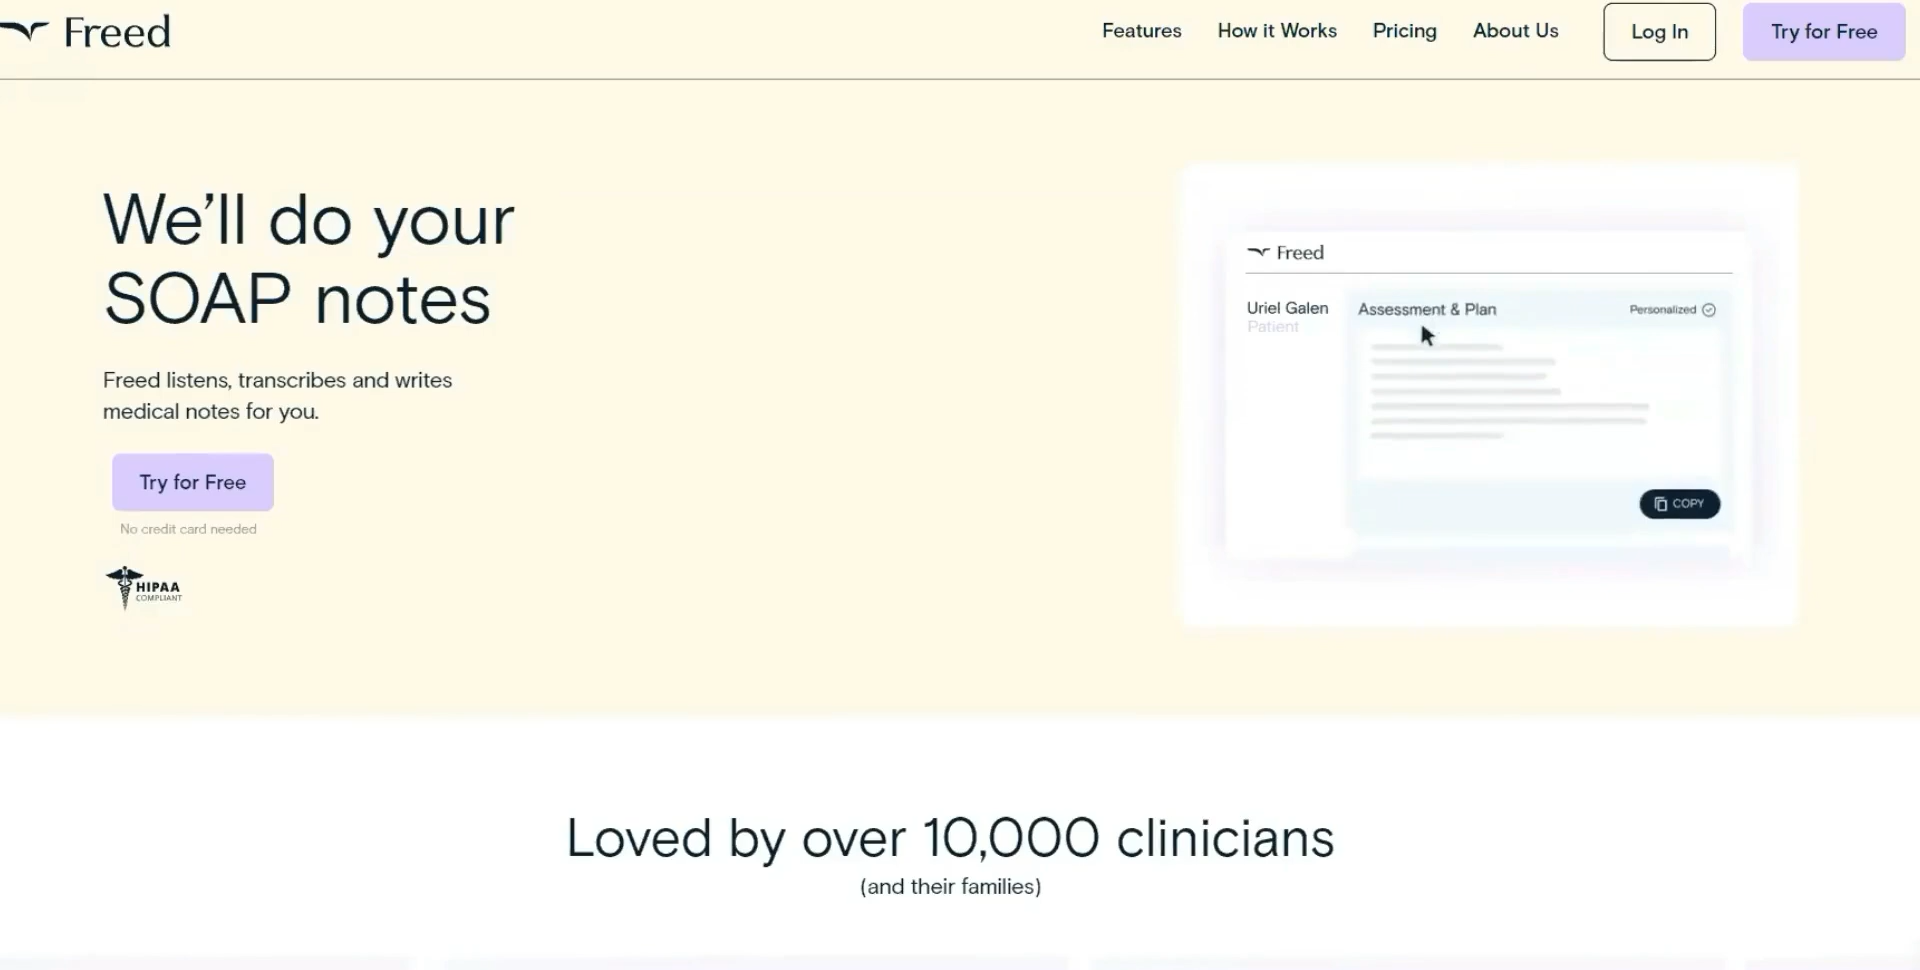 Freed
Features How it Works Pricing About Us Log In Try for Free
We'll do your
SOAP notes
Freed listens, transcribes and writes
medical notes for you.
Try for Free
No credit card needed
HIPAA
COMPLIANT
Freed
Uriel Galen
Patient
Assessment & Plan
Personalized
COPY
Loved by over 10,000 clinicians
(and their families)